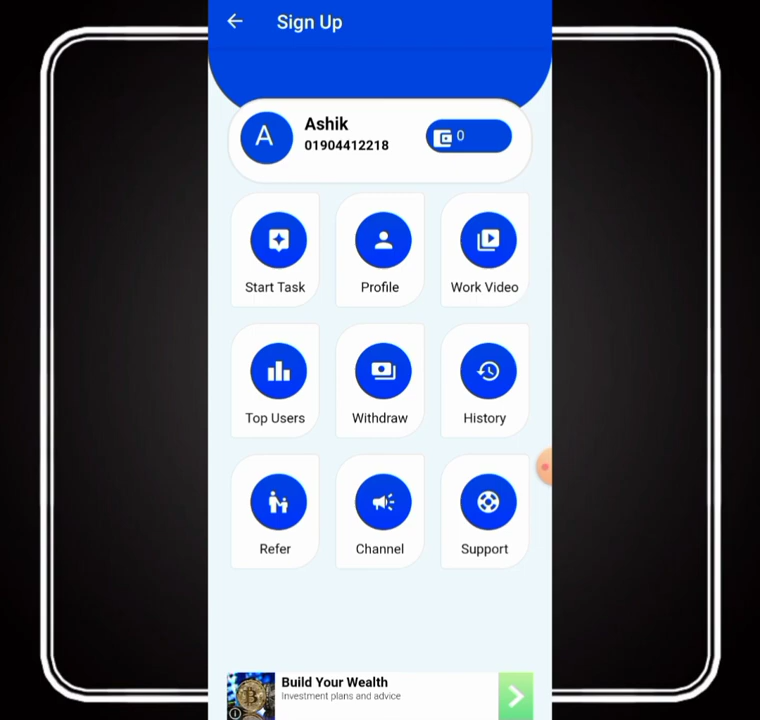 Sign Up
Ashik
01904412218
A
0
Start Task
Profile
Work Video
Top Users
Withdraw
History
Refer
Channel
Support
Build Your Wealth
Investment plans and advice